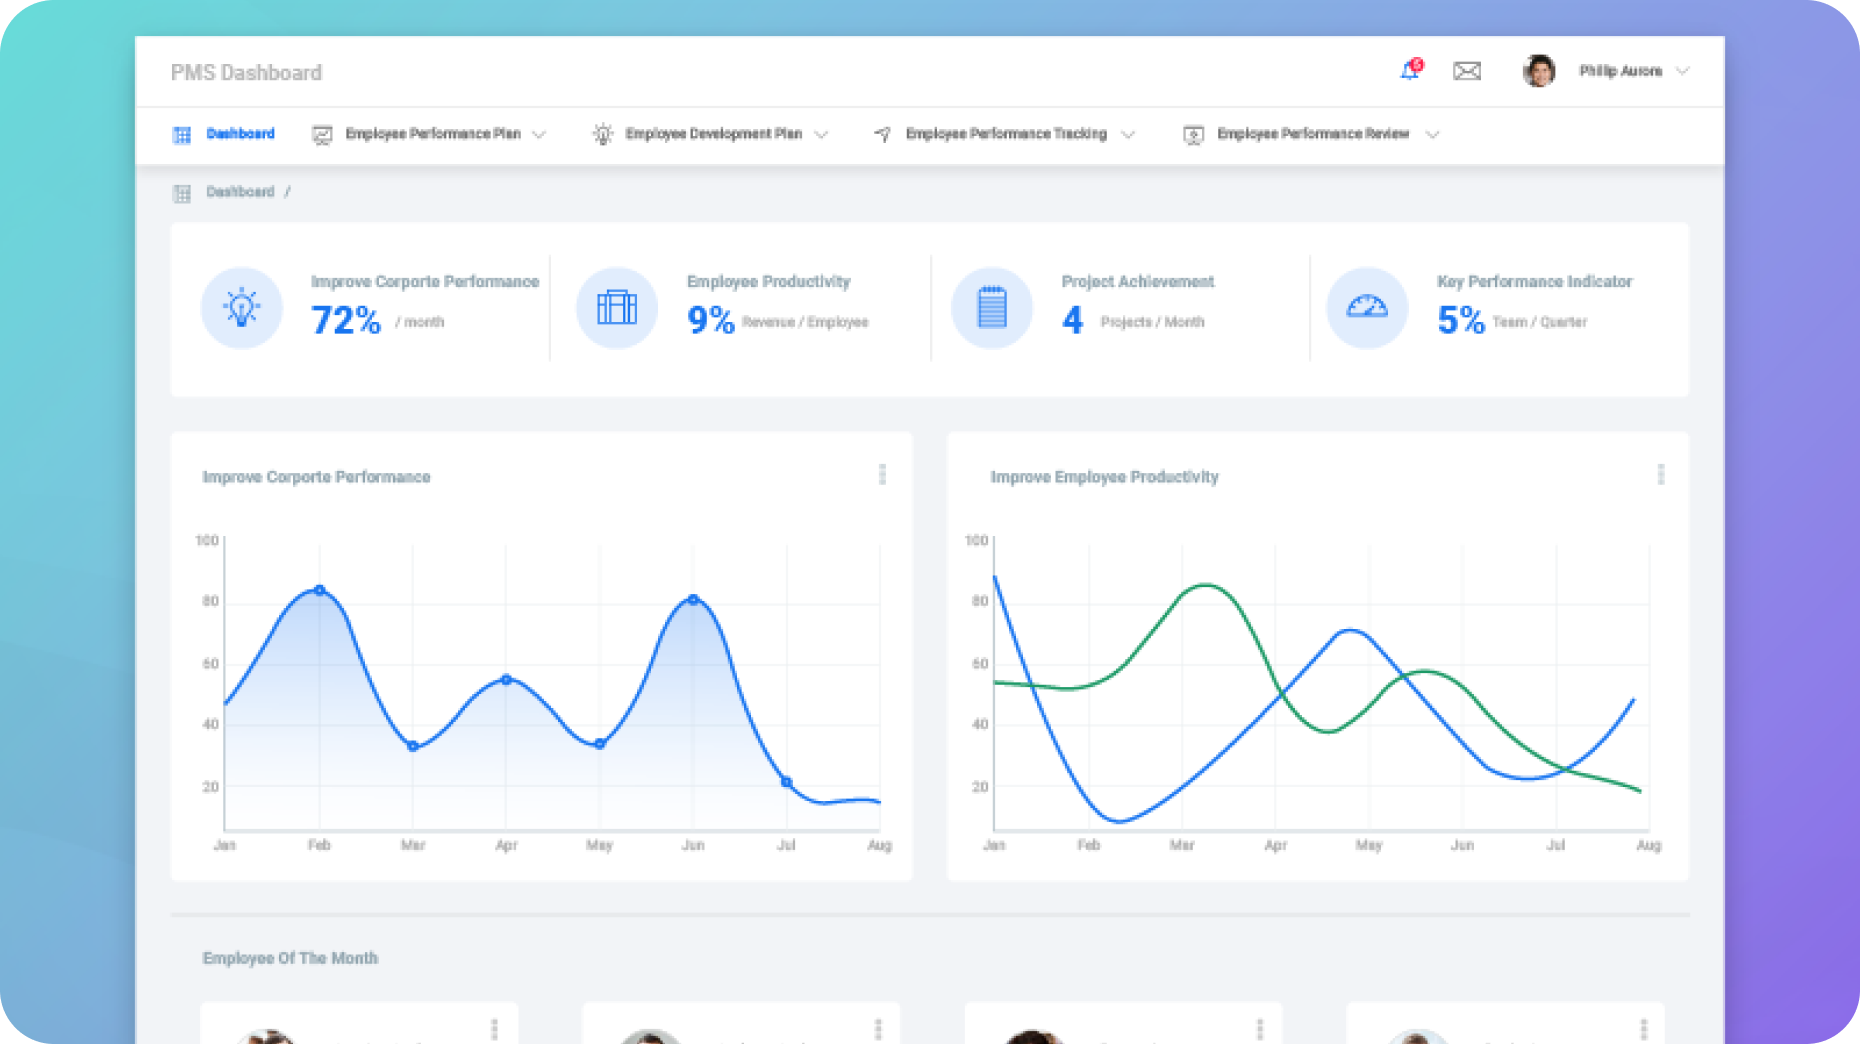 PMS Dashboard
5
Phillip Aurora
Dashboard
Employee Performance Plan
Employee Development Plan
Employee Performance Tracking
Employee Performance Review
Dashboard /
Improve Corporte Performance
72% / month
Employee Productivity
9% Revenue / Employee
Project Achievement
4 Projects / Month
Key Performance Indicator
5% Team / Quarter
Improve Corporte Performance
100
80
60
40
20
Jan Feb Mar Apr May Jun Jul Aug
Improve Employee Productivity
100
80
60
40
20
Jan Feb Mar Apr May Jun Jul Aug
Employee Of The Month